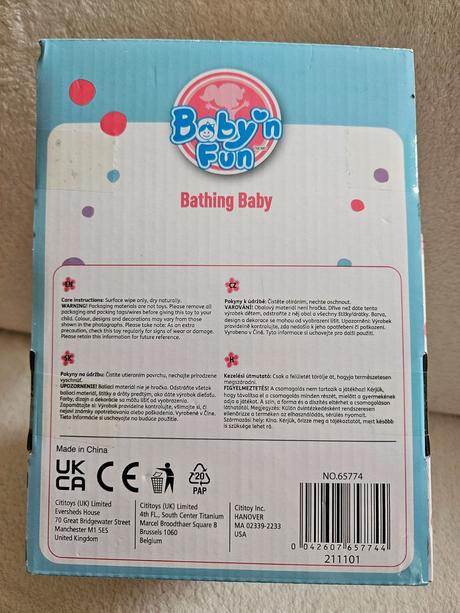 Baby'n
Fun
Bathing Baby
EN
Care instructions: Surface wipe only, dry naturally.
WARNING! Packaging materials are not toys. Please remove all
packaging and packing tags/wires before giving this toy to your
child. Colour, designs and decorations may vary from those
shown in the photographs. Please take note: As an extra
precaution, check this toy regularly for signs of wear or damage.
Please retain this information for future reference.
CZ
Pokyny k údržbě: Čistěte otíráním, nechte oschnout.
VAROVÁNÍ! Obalový materiál není hračka. Dříve než dáte tento
výrobek dětem, odstraňte z něj obal a všechny štítky/drátky. Barva,
design a dekorace se mohou od vyobrazení lišit. Upozornění: Výrobek
pravidelně kontrolujte, zda nedošlo k jeho opotřebení či poškození.
Vyrobeno v Číně. Tyto informace si uschovejte pro další použití.
SK
Pokyny na údržbu: Čistite utieraním povrchu, nechajte prirodzene
vyschnúť.
UPOZORNENIE! Baliaci materiál nie je hračka. Odstráňte všetok
baliaci materiál, štítky a dróty predtým, ako dáte výrobok dieťaťu.
Farby, dizajn a dekorácie sa môžu líšiť od vyobrazenia.
Zapamätajte si: Výrobok pravidelne kontrolujte, všímajte si, či
nejaví známky opotrebovania alebo poškodenia. Vyrobené v Číne.
Tieto informácie si uschovajte na budúce použitie.
H
Kezelési útmutató: Csak a felületét törölje át, hagyja természetesen
megszáradni.
FIGYELMEZTETÉS! A csomagolás nem tartozik a játékhoz! Kérjük,
hogy távolítsa el a csomagolás minden részét, mielőtt a gyermekének
adja a játékot. A szín, a forma és a díszítés eltérhet a csomagoláson
láthatótól. Megjegyzés: Külön óvintézkedésként rendszeresen
ellenőrizze a terméken az elhasználódás, sérülés nyomait.
Származási hely: Kína. Kérjük, őrizze meg a tájékoztatót, mert később
is szüksége lehet rá.
Made in China
UK
CA
CE
20
PAP
NO.65774
Cititoys (UK) Limited
Eversheds House
70 Great Bridgewater Street
Manchester M1 5ES
United Kingdom
Cititoys (UK) Limited
4th FL., South Center Titanium
Marcel Broodthaer Square 8
Brussels 1060
Belgium
Cititoy Inc.
HANOVER
MA 02339-2233
USA
0 042607 657744
211101